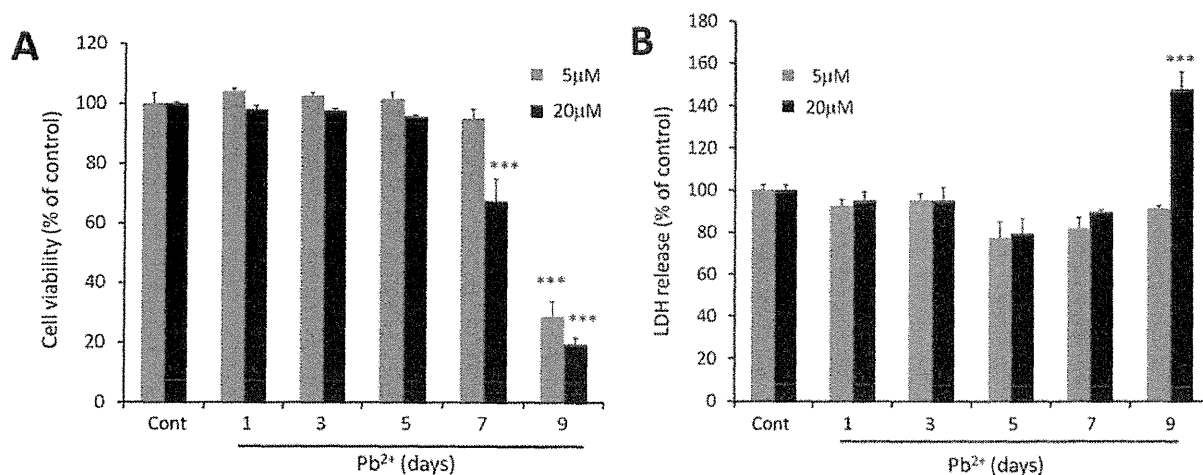 A
Cell viability (% of control)
120
100
80
60
40
20
0
5µM
20µM
***
***
***
Cont 1 3 5 7 9
Pb²⁺ (days)
B
LDH release (% of control)
180
160
140
120
100
80
60
40
20
0
5µM
20µM
***
Cont 1 3 5 7 9
Pb²⁺ (days)